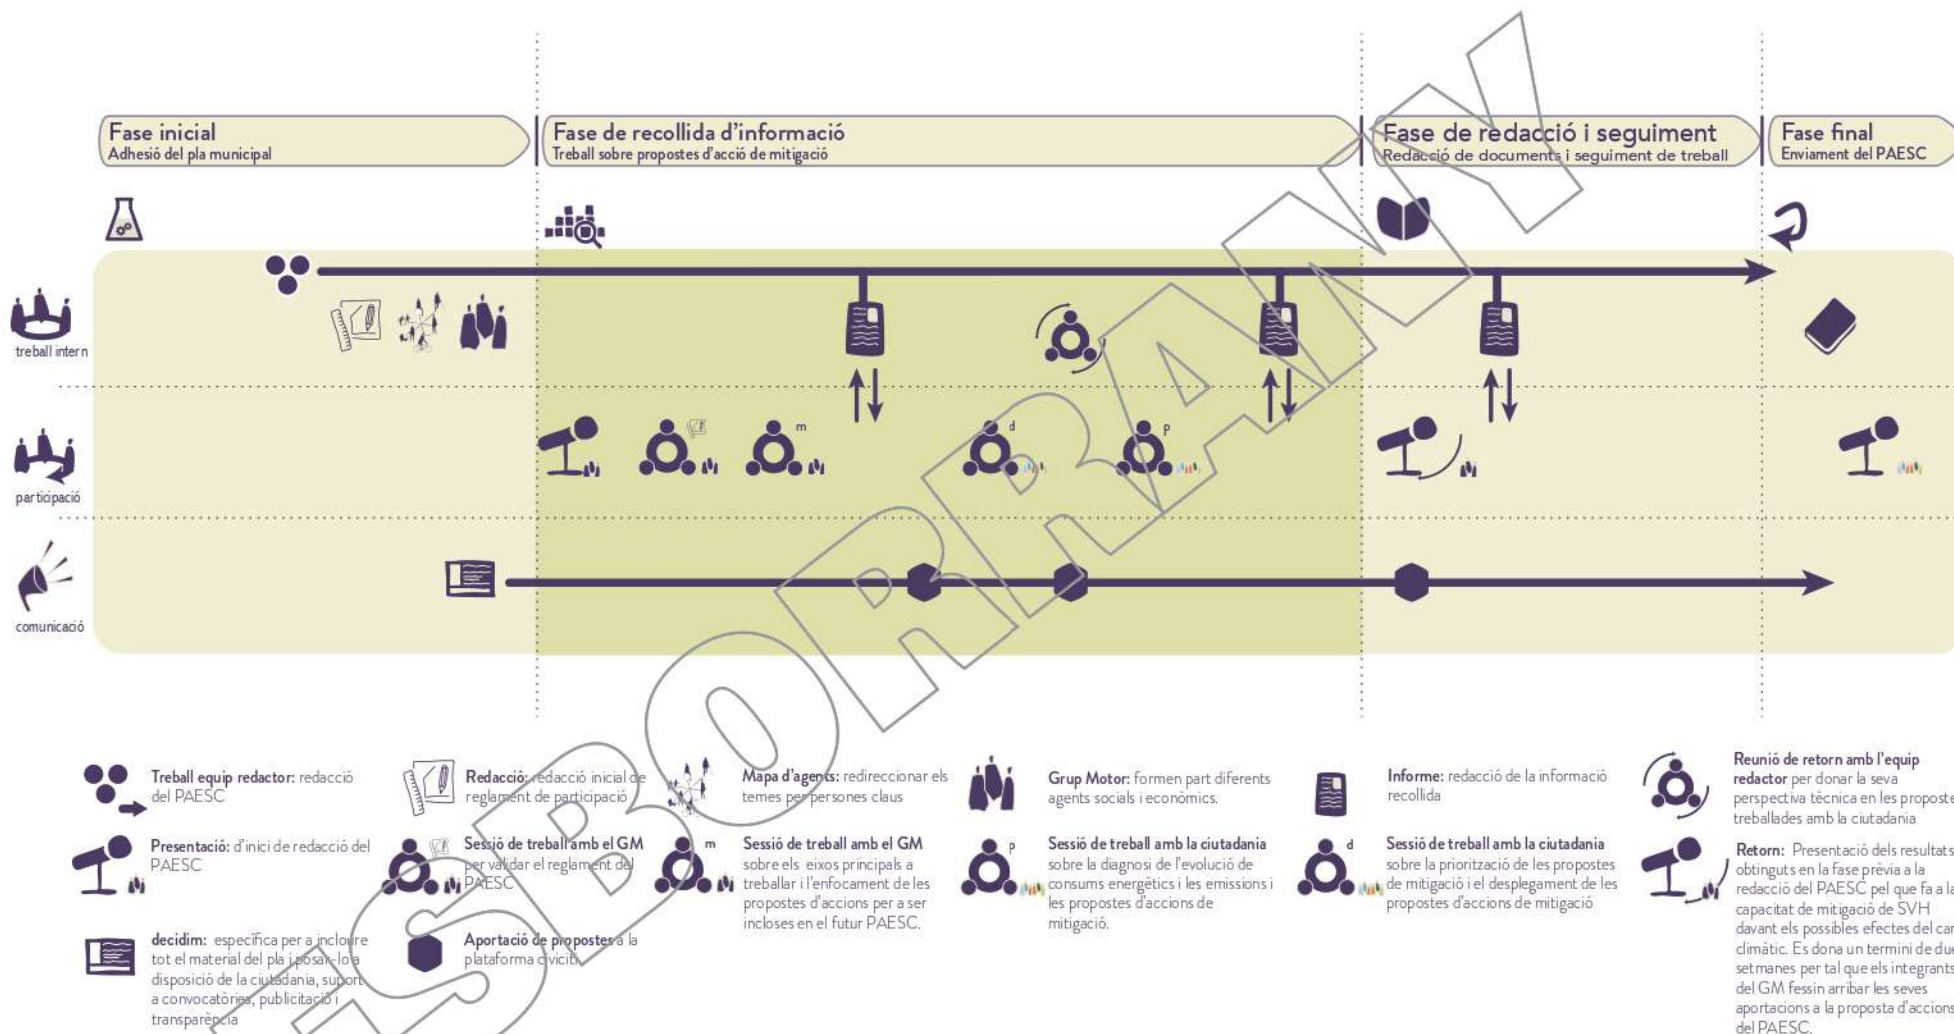 Fase inicial
Adhesió del pla municipal
Fase de recollida d'informació
Treball sobre propostes d'acció de mitigació
Fase de redacció i seguiment
Redacció de documents i seguiment de treball
Fase final
Enviament del PAESC
treball intern
participació
m
d
p
comunicació
ESBORRANY
Treball equip redactor: redacció
del PAESC
Redacció: redacció inicial de
reglament de participació
Mapa d'agents: redireccionar els
temes per persones claus
Grup Motor: formen part diferents
agents socials i econòmics.
Informe: redacció de la informació
recollida
Reunió de retorn amb l'equip
redactor per donar la seva
perspectiva tècnica en les proposte
treballades amb la ciutadania
Presentació: d'inici de redacció del
PAESC
Sessió de treball amb el GM
per validar el reglament del
PAESC
m
Sessió de treball amb el GM
sobre els eixos principals a
treballar i l'enfocament de les
propostes d'accions per a ser
incloses en el futur PAESC.
p
Sessió de treball amb la ciutadania
sobre la diagnosi de l'evolució de
consums energètics i les emissions i
les propostes d'accions de
mitigació.
d
Sessió de treball amb la ciutadania
sobre la priorització de les propostes
de mitigació i el desplegament de les
propostes d'accions de mitigació
Retorn: Presentació dels resultats
obtinguts en la fase prèvia a la
redacció del PAESC pel que fa a la
capacitat de mitigació de SVH
davant els possibles efectes del can
climàtic. Es dona un termini de due
setmanes per tal que els integrants
del GM fessin arribar les seves
aportacions a la proposta d'accions
del PAESC.
decidim: específica per a incloure
tot el material del pla i posar-lo a
disposició de la ciutadania, suport
a convocatòries, publicitació i
transparència
Aportació de propostes a la
plataforma civiciti